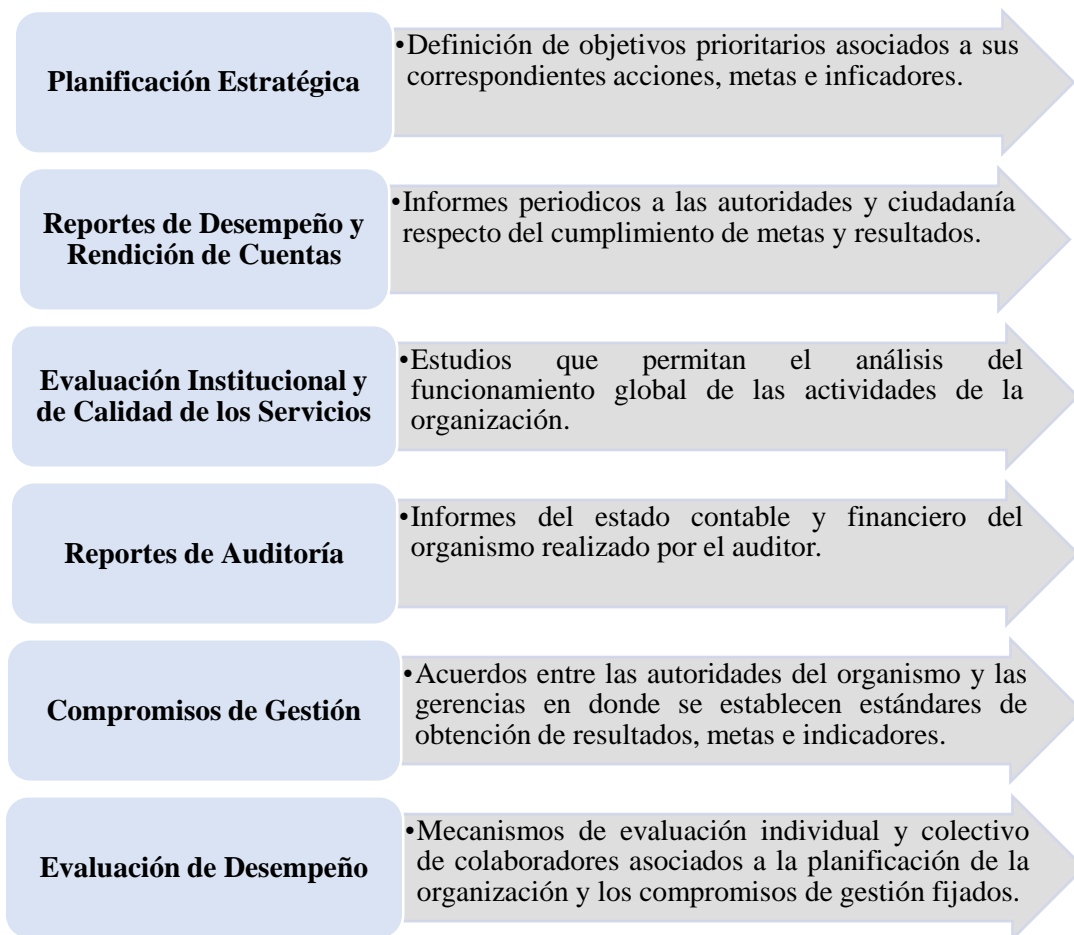 Planificación Estratégica
•Definición de objetivos prioritarios asociados a sus
correspondientes acciones, metas e inficadores.
Reportes de Desempeño y
Rendición de Cuentas
•Informes periodicos a las autoridades y ciudadanía
respecto del cumplimiento de metas y resultados.
Evaluación Institucional y
de Calidad de los Servicios
•Estudios que permitan el análisis del
funcionamiento global de las actividades de la
organización.
Reportes de Auditoría
•Informes del estado contable y financiero del
organismo realizado por el auditor.
Compromisos de Gestión
•Acuerdos entre las autoridades del organismo y las
gerencias en donde se establecen estándares de
obtención de resultados, metas e indicadores.
Evaluación de Desempeño
•Mecanismos de evaluación individual y colectivo
de colaboradores asociados a la planificación de la
organización y los compromisos de gestión fijados.